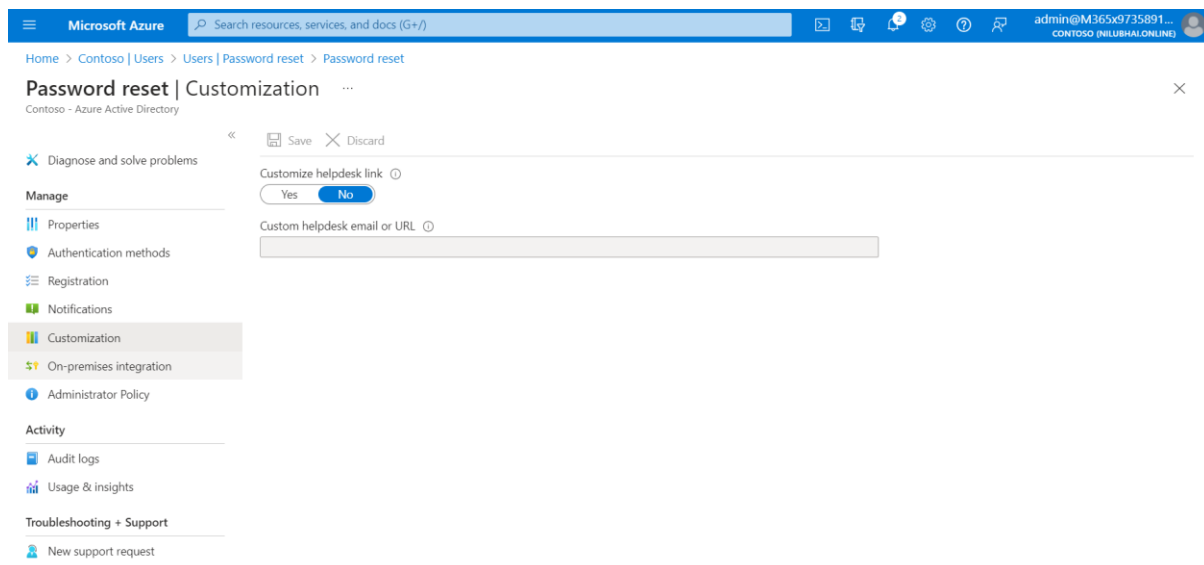 Microsoft Azure
Search resources, services, and docs (G+/)
2
admin@M365x9735891...
CONTOSO (NILUBHAI.ONLINE)
Home > Contoso | Users > Users | Password reset > Password reset
Password reset | Customization ...
Contoso - Azure Active Directory
Save Discard
Diagnose and solve problems
Customize helpdesk link
Yes No
Manage
Properties
Custom helpdesk email or URL
Authentication methods
Registration
Notifications
Customization
On-premises integration
Administrator Policy
Activity
Audit logs
Usage & insights
Troubleshooting + Support
New support request